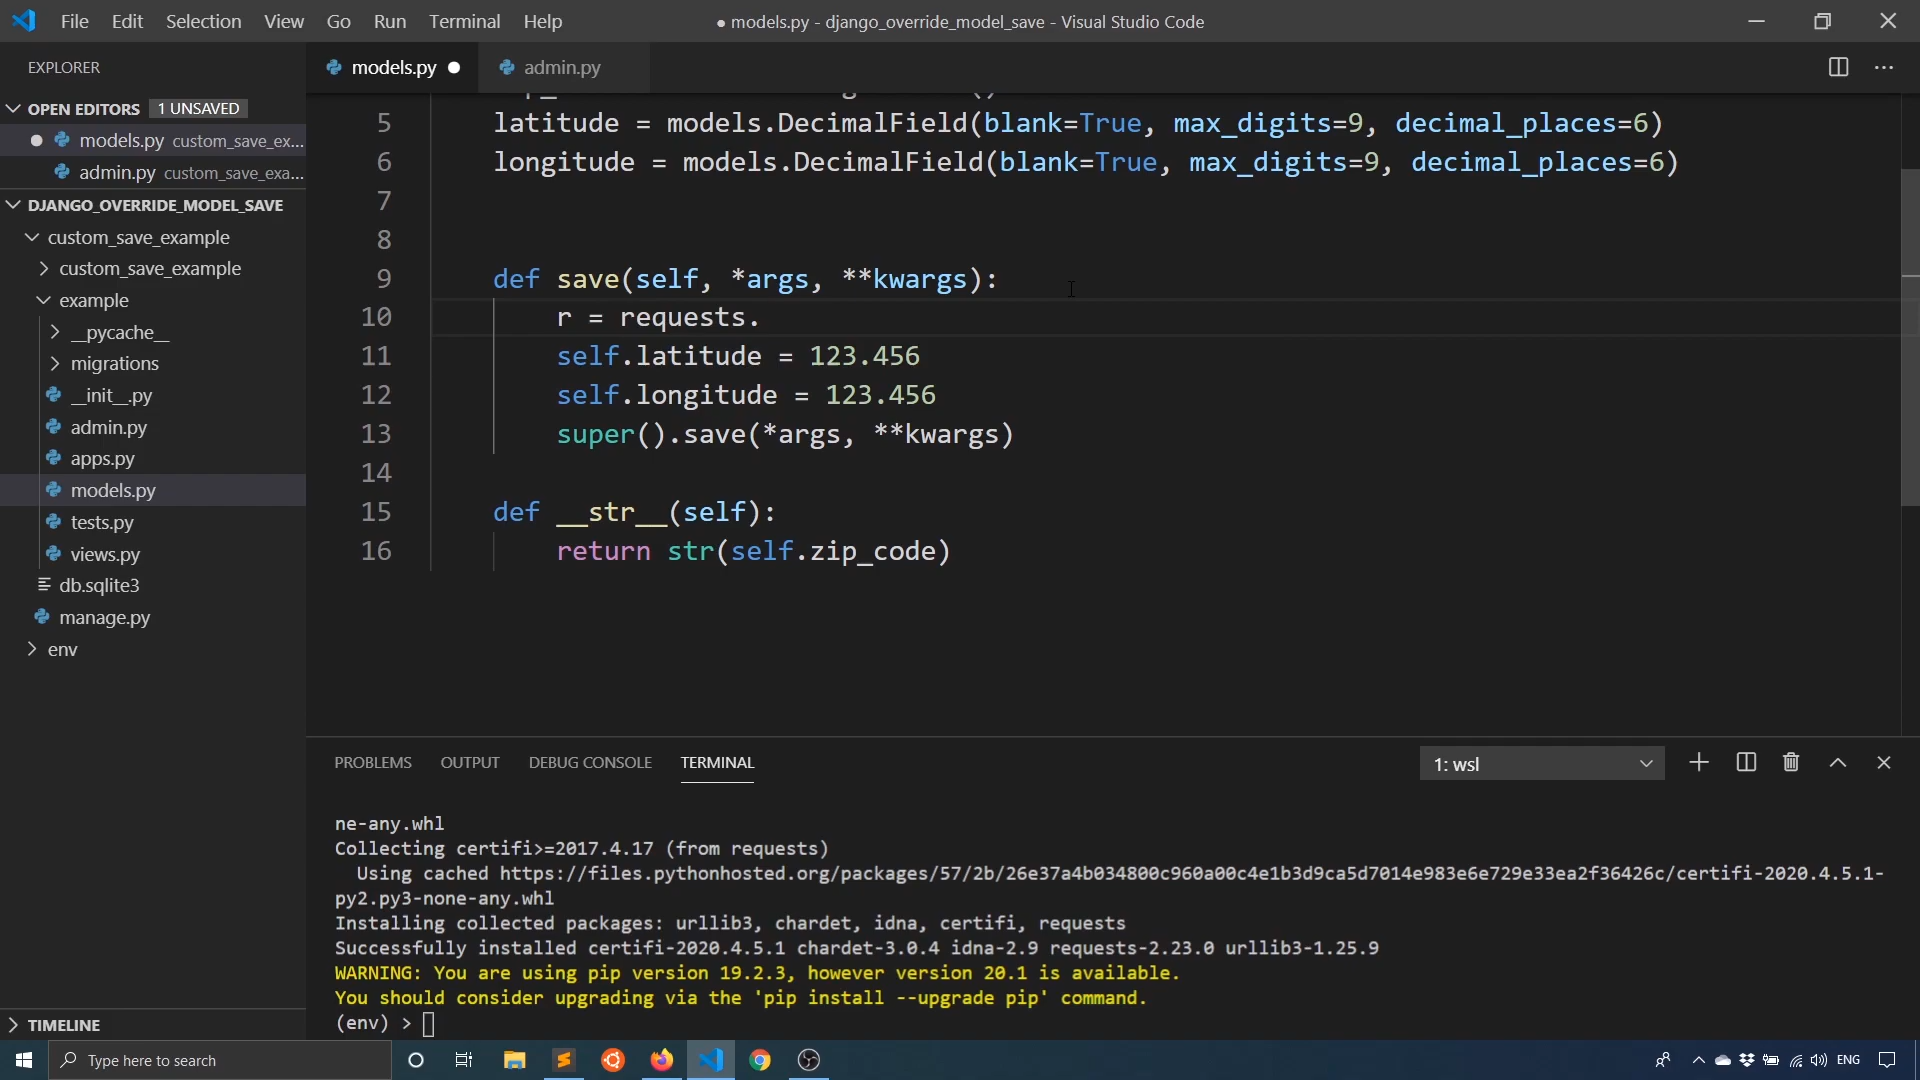 File Edit Selection View Go Run Terminal Help
● models.py - django_override_model_save - Visual Studio Code
EXPLORER
models.py
admin.py
OPEN EDITORS 1 UNSAVED
models.py custom_save_ex...
admin.py custom_save_exa...
DJANGO_OVERRIDE_MODEL_SAVE
custom_save_example
custom_save_example
example
__pycache__
migrations
__init__.py
admin.py
apps.py
models.py
tests.py
views.py
db.sqlite3
manage.py
env
TIMELINE
5 latitude = models.DecimalField(blank=True, max_digits=9, decimal_places=6)
6 longitude = models.DecimalField(blank=True, max_digits=9, decimal_places=6)
7
8
9 def save(self, *args, **kwargs):
10 r = requests.
11 self.latitude = 123.456
12 self.longitude = 123.456
13 super().save(*args, **kwargs)
14
15 def __str__(self):
16 return str(self.zip_code)
PROBLEMS OUTPUT DEBUG CONSOLE TERMINAL
1: wsl
ne-any.whl
Collecting certifi>=2017.4.17 (from requests)
Using cached https://files.pythonhosted.org/packages/57/2b/26e37a4b034800c960a00c4e1b3d9ca5d7014e983e6e729e33ea2f36426c/certifi-2020.4.5.1-
py2.py3-none-any.whl
Installing collected packages: urllib3, chardet, idna, certifi, requests
Successfully installed certifi-2020.4.5.1 chardet-3.0.4 idna-2.9 requests-2.23.0 urllib3-1.25.9
WARNING: You are using pip version 19.2.3, however version 20.1 is available.
You should consider upgrading via the 'pip install --upgrade pip' command.
(env) >
Type here to search
ENG